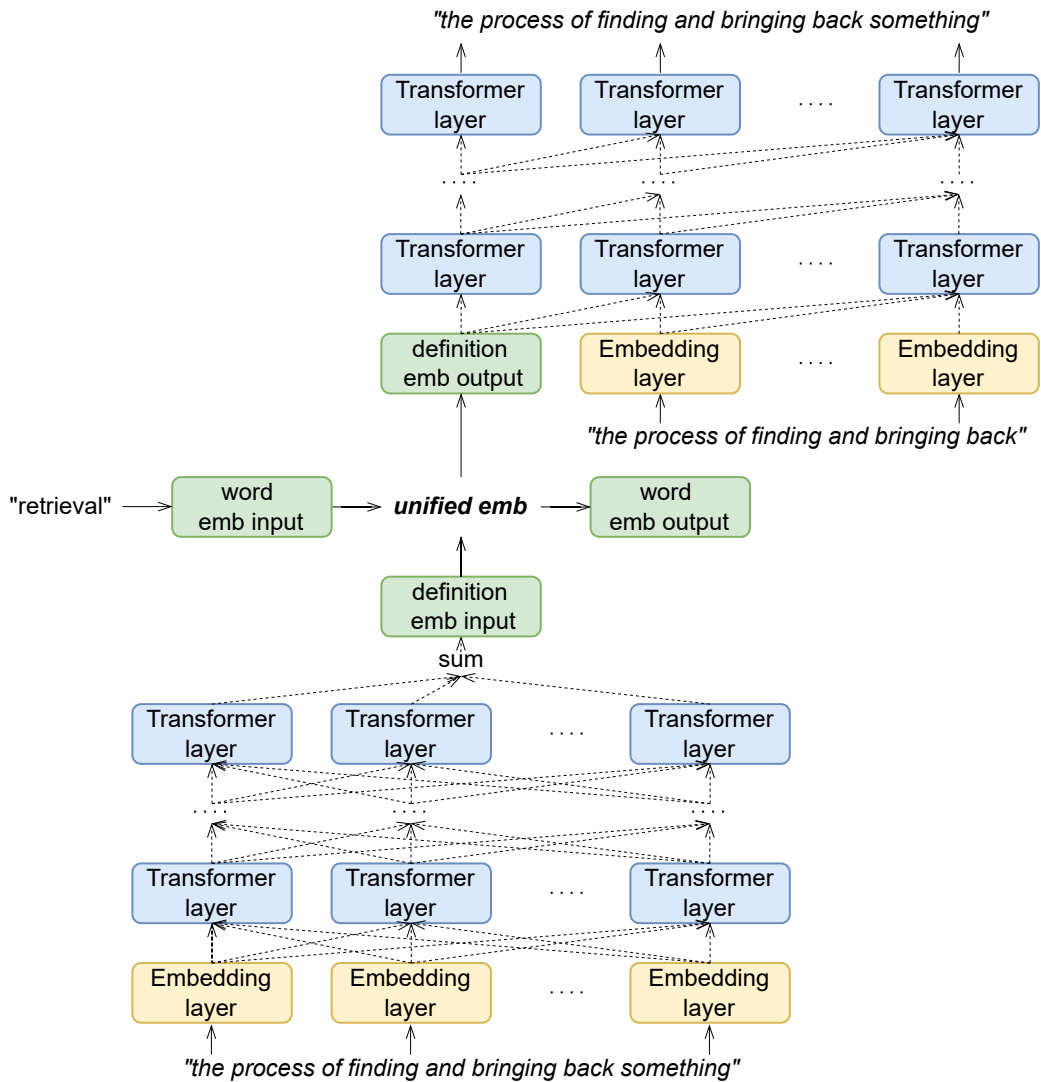 "the process of finding and bringing back something"
Transformer layer
Transformer layer
. . . .
Transformer layer
. . . .
. . . .
. . . .
Transformer layer
Transformer layer
. . . .
Transformer layer
definition emb output
Embedding layer
. . . .
Embedding layer
"the process of finding and bringing back"
"retrieval"
word emb input
unified emb
word emb output
definition emb input
sum
Transformer layer
Transformer layer
. . . .
Transformer layer
. . . .
. . . .
. . . .
Transformer layer
Transformer layer
. . . .
Transformer layer
Embedding layer
Embedding layer
. . . .
Embedding layer
"the process of finding and bringing back something"